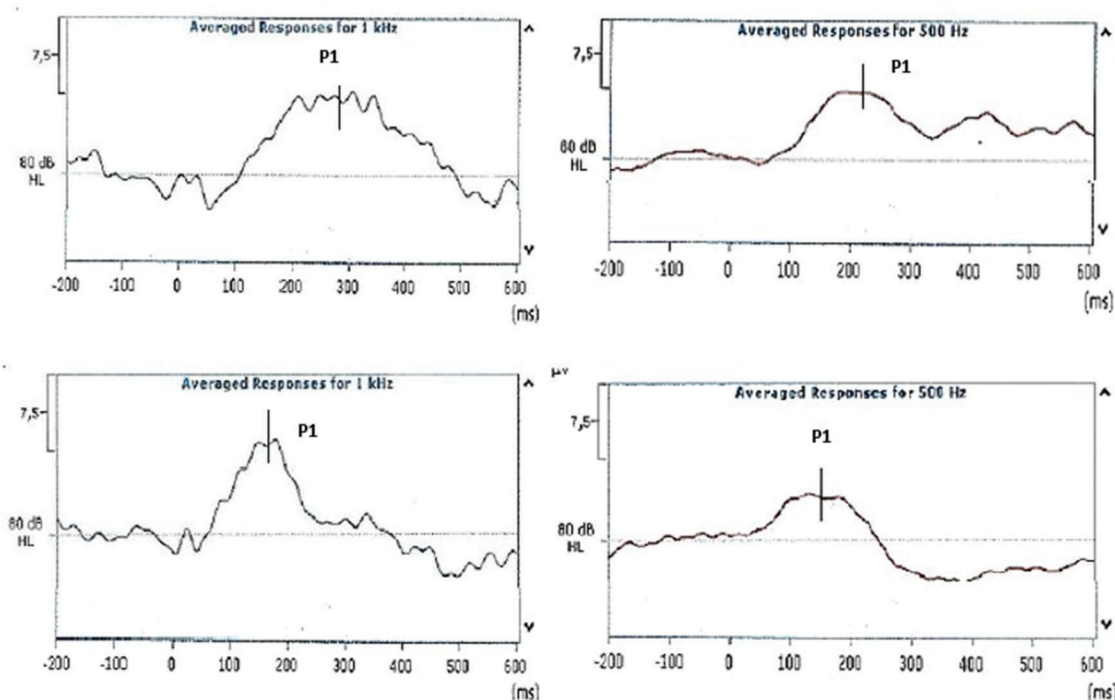 Averaged Responses for 1 kHz
P1
7,5
80 dB
HL
-200 -100 0 100 200 300 400 500 600
(ms)
Averaged Responses for 500 Hz
P1
7,5
80 dB
HL
-200 -100 0 100 200 300 400 500 600
(ms)
Averaged Responses for 1 kHz
P1
7,5
80 dB
HL
-200 -100 0 100 200 300 400 500 600
(ms)
µv
Averaged Responses for 500 Hz
P1
7,5
80 dB
HL
-200 -100 0 100 200 300 400 500 600
(ms)